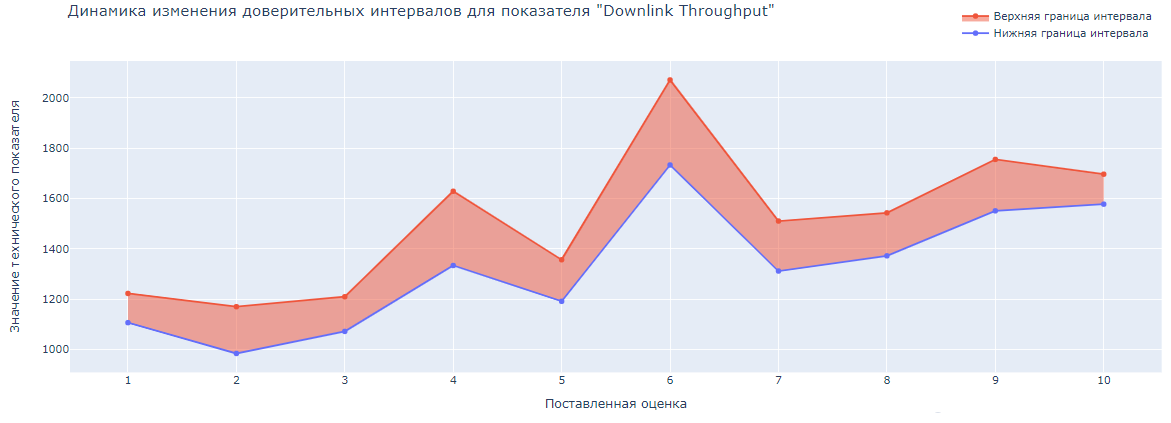 Динамика изменения доверительных интервалов для показателя "Downlink Throughput"
Верхняя граница интервала
Нижняя граница интервала
Значение технического показателя
2000
1800
1600
1400
1200
1000
1 2 3 4 5 6 7 8 9 10
Поставленная оценка